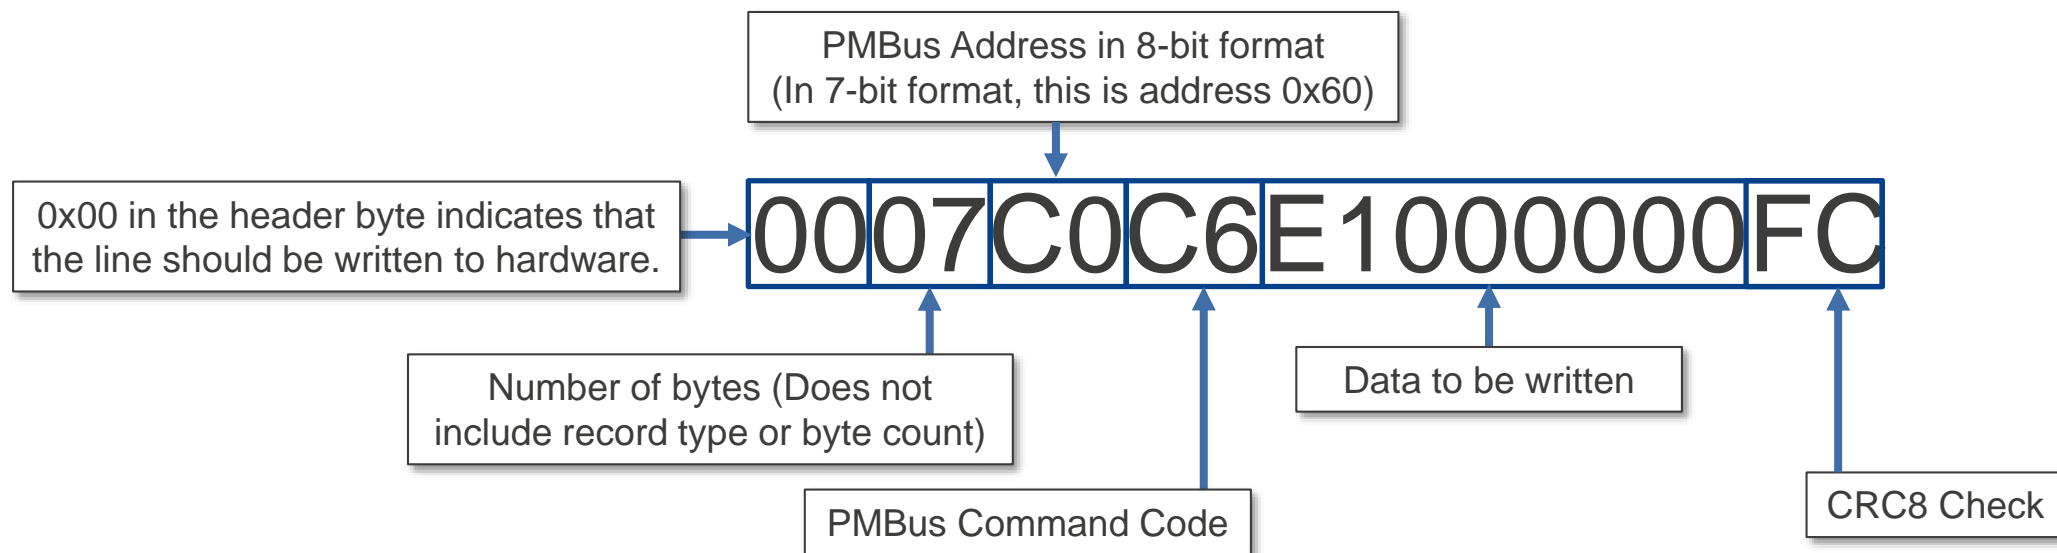 PMBus Address in 8-bit format
(In 7-bit format, this is address 0x60)
0x00 in the header byte indicates that
the line should be written to hardware.
0007C0C6E1000000FC
Number of bytes (Does not
include record type or byte count)
Data to be written
PMBus Command Code
CRC8 Check